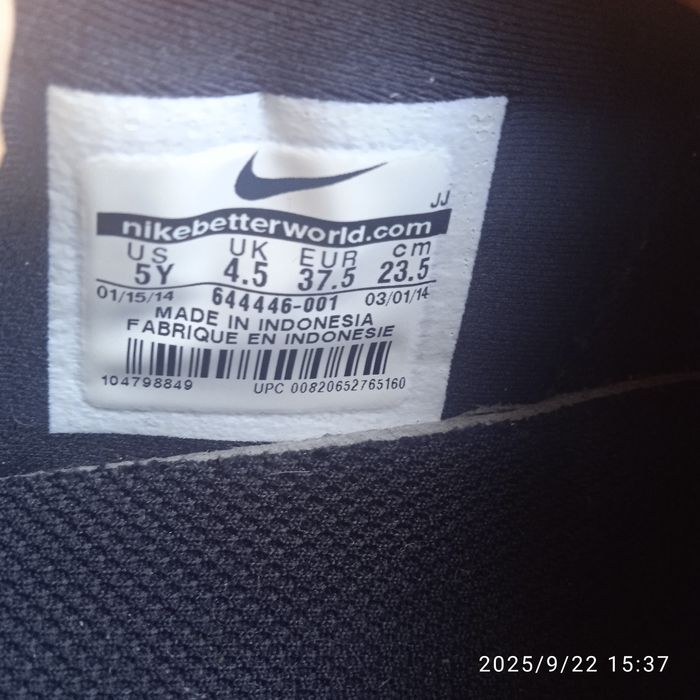 JJ
nikebetterworld.com
US UK EUR cm
5Y 4.5 37.5 23.5
01/15/14 644446-001 03/01/14
MADE IN INDONESIA
FABRIQUE EN INDONESIE
104798849 UPC 00820652765160
2025/9/22 15:37